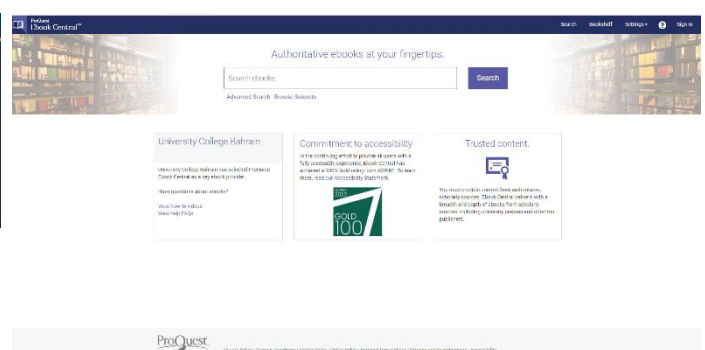 ProQuest
Ebook Central™
Search Bookshelf Settings Sign In
Authoritative ebooks at your fingertips.
Search ebooks
Search
Advanced Search Browse Subjects
University College Bahrain
University College Bahrain has selected ProQuest
Ebook Central as a key ebook provider.
Have questions about ebooks?
View how-to videos
View help FAQs
Commitment to accessibility
In the continuing effort to provide all users with a
fully accessible experience, Ebook Central has
achieved a 100% Gold rating from ASPIRE. To learn
more, read our Accessibility Statement.
GOLD
100
Trusted content.
You need credible content from authoritative,
scholarly sources. Ebook Central delivers with a
breadth and depth of ebooks from scholarly
sources, including university presses and other top
publishers.
ProQuest